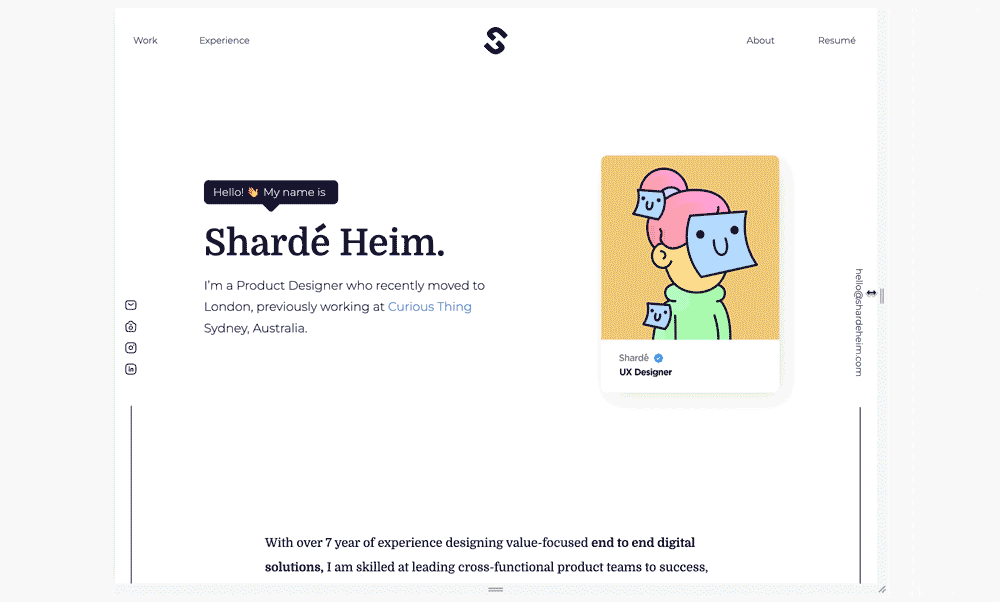 Work
Experience
About
Resumé
Hello! 👋 My name is
Shardé Heim.
I'm a Product Designer who recently moved to
London, previously working at Curious Thing
Sydney, Australia.
Shardē
UX Designer
hello@shardeheim.com
With over 7 year of experience designing value-focused end to end digital
solutions, I am skilled at leading cross-functional product teams to success,